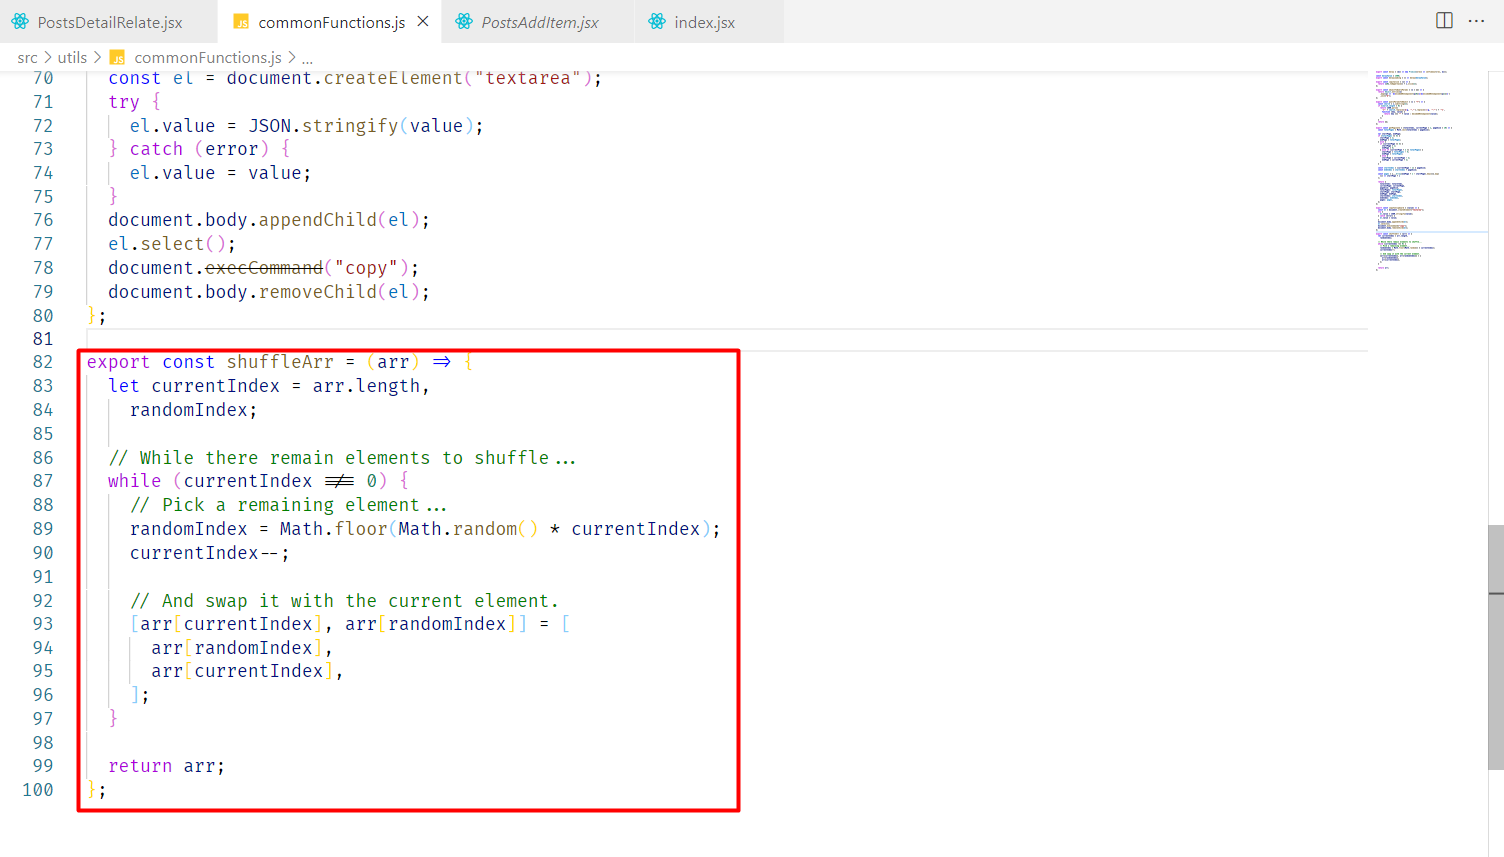 PostsDetailRelate.jsx
JS commonFunctions.js ×
PostsAddItem.jsx
index.jsx
...
src > utils > JS commonFunctions.js > ...
70 const el = document.createElement("textarea");
71 try {
72 el.value = JSON.stringify(value);
73 } catch (error) {
74 el.value = value;
75 }
76 document.body.appendChild(el);
77 el.select();
78 document.execCommand("copy");
79 document.body.removeChild(el);
80 };
81
82 export const shuffleArr = (arr) => {
83 let currentIndex = arr.length,
84 randomIndex;
85
86 // While there remain elements to shuffle...
87 while (currentIndex !== 0) {
88 // Pick a remaining element...
89 randomIndex = Math.floor(Math.random() * currentIndex);
90 currentIndex--;
91
92 // And swap it with the current element.
93 [arr[currentIndex], arr[randomIndex]] = [
94 arr[randomIndex],
95 arr[currentIndex],
96 ];
97 }
98
99 return arr;
100 };